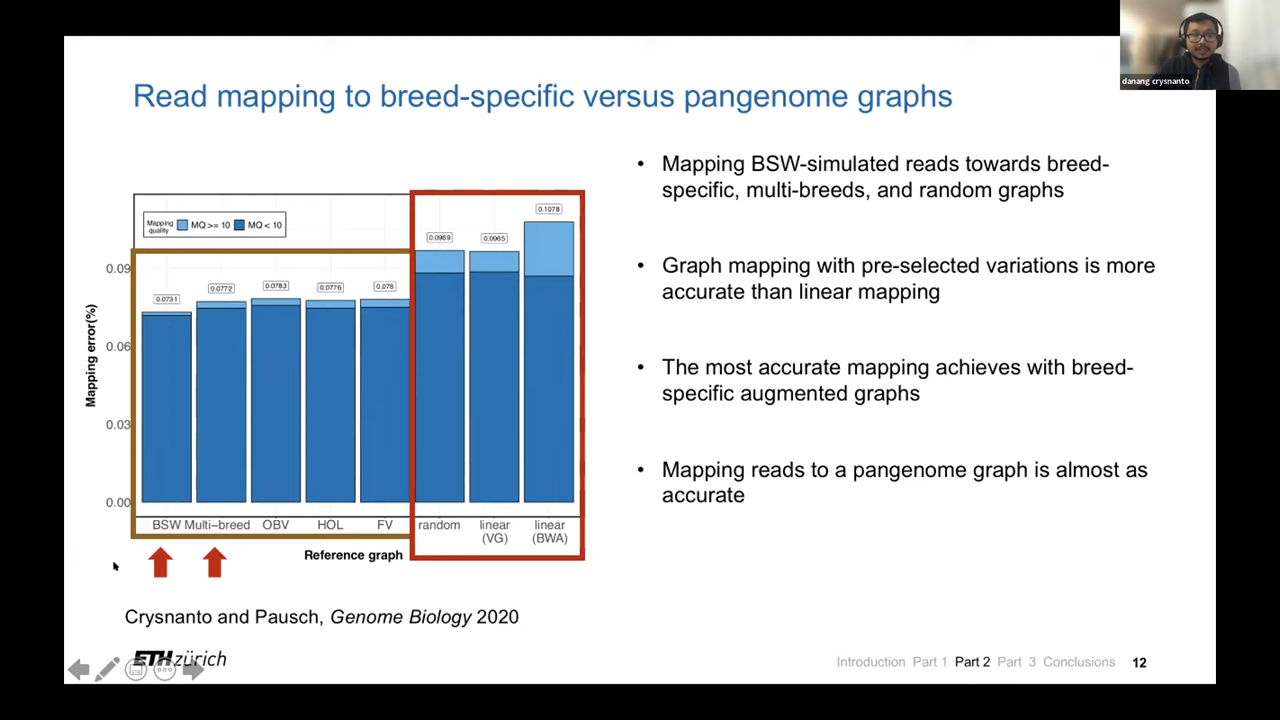 danang crysnanto
Read mapping to breed-specific versus pangenome graphs
Mapping quality MQ >= 10 MQ < 10
Mapping error(%)
0.09
0.06
0.03
0.00
0.0731
0.0772
0.0783
0.0776
0.078
0.0969
0.0965
0.1078
BSW Multi−breed OBV HOL FV random linear (VG) linear (BWA)
Reference graph
• Mapping BSW-simulated reads towards breed-
specific, multi-breeds, and random graphs
• Graph mapping with pre-selected variations is more
accurate than linear mapping
• The most accurate mapping achieves with breed-
specific augmented graphs
• Mapping reads to a pangenome graph is almost as
accurate
Crysnanto and Pausch, Genome Biology 2020
ETH zürich
Introduction Part 1 Part 2 Part 3 Conclusions 12